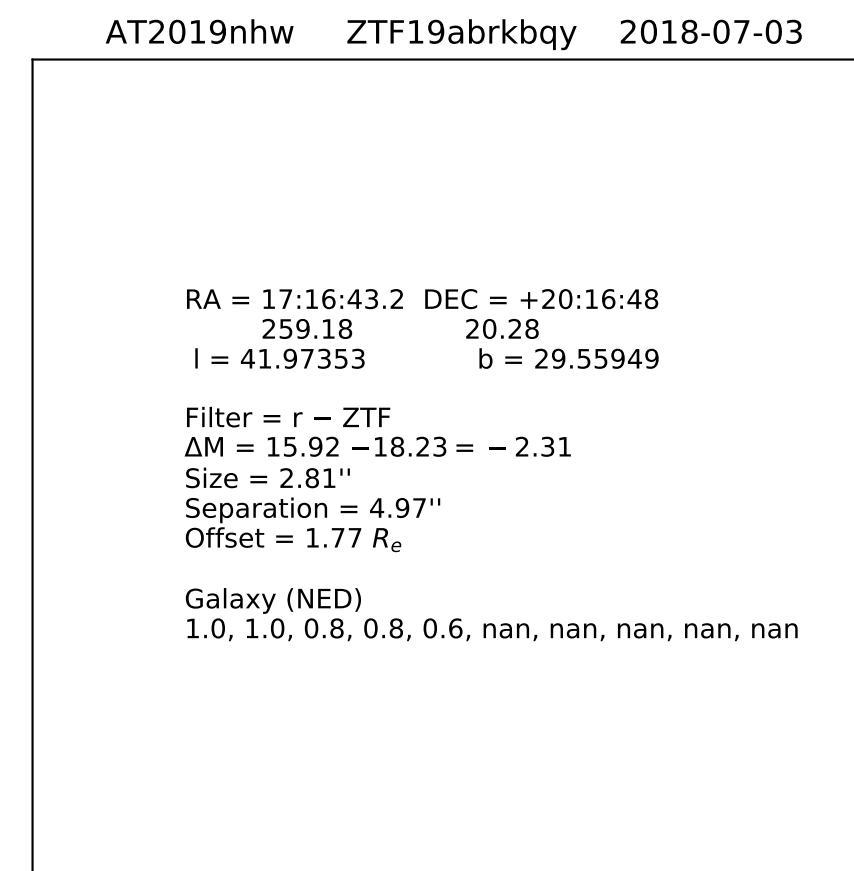 AT2019nhw ZTF19abrkbqy 2018-07-03
RA = 17:16:43.2 DEC = +20:16:48
259.18 20.28
l = 41.97353 b = 29.55949
Filter = r − ZTF
ΔM = 15.92 −18.23 = − 2.31
Size = 2.81''
Separation = 4.97''
Offset = 1.77 Rₑ
Galaxy (NED)
1.0, 1.0, 0.8, 0.8, 0.6, nan, nan, nan, nan, nan